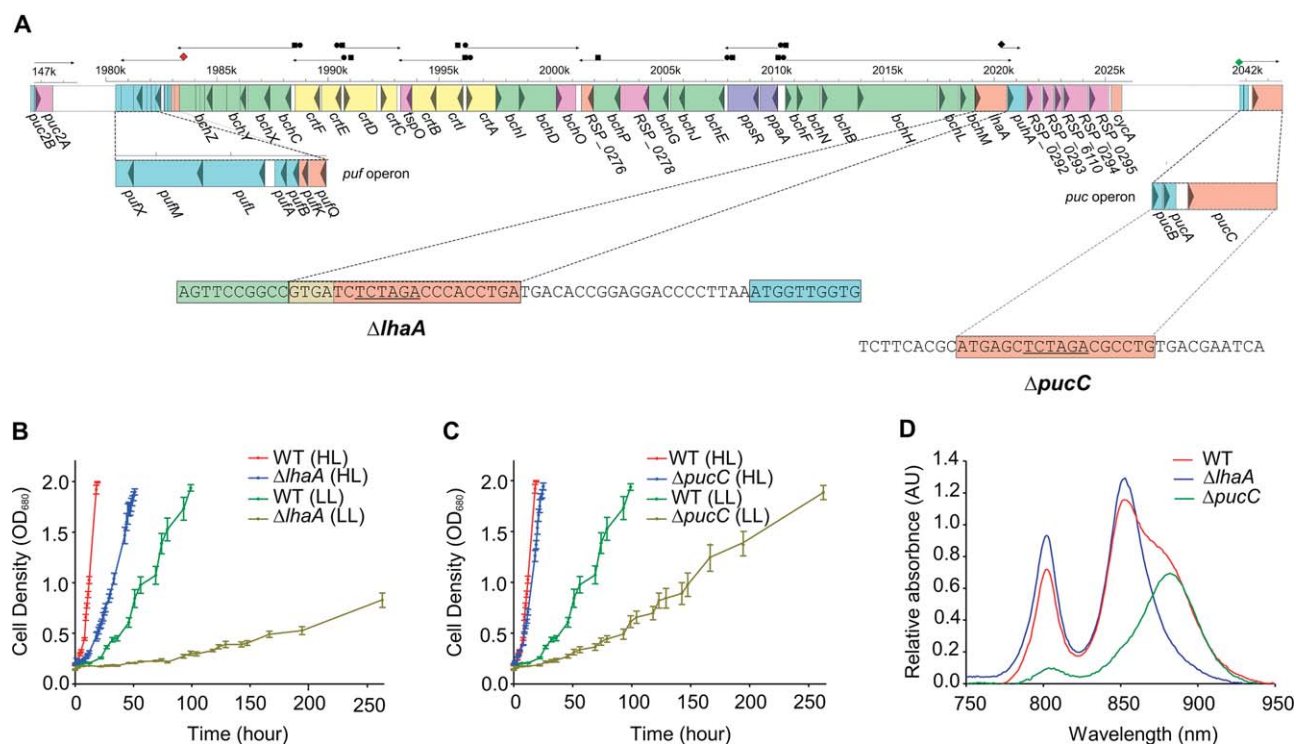 A
147k 1980k 1985k 1990k 1995k 2000k 2005k 2010k 2015k 2020k 2025k 2042k
puc2B puc2A bchZ bchY bchX bchC crtF crtE crtD crtC tspO crtB crtI crtA bchI bchD bchO RSP_0276 bchP RSP_0278 bchG bchJ bchE ppsR ppaA bchF bchN bchB bchH bchL bchM lhaA puhA RSP_0292 RSP_0293 RSP_6110 RSP_0294 RSP_0295 cycA
puf operon
pufX pufM pufL pufA pufB pufK pufQ
puc operon
pucB pucA pucC
AGTTCCGGCCGTGATCTCTAGACCCACCTGATGACACCGGAGGACCCCTTAAATGGTTGGTG
ΔlhaA
TCTTCACGCATGAGCTCTAGACGCCTGTGACGAATCA
ΔpucC
B
WT (HL)
ΔlhaA (HL)
WT (LL)
ΔlhaA (LL)
Cell Density (OD680)
2.0
1.5
1.0
0.5
0.0
0 50 100 150 200 250
Time (hour)
C
WT (HL)
ΔpucC (HL)
WT (LL)
ΔpucC (LL)
Cell Density (OD680)
2.0
1.5
1.0
0.5
0.0
0 50 100 150 200 250
Time (hour)
D
WT
ΔlhaA
ΔpucC
Relative absorbnce (AU)
1.4
1.2
1.0
0.8
0.6
0.4
0.2
0.0
750 800 850 900 950
Wavelength (nm)